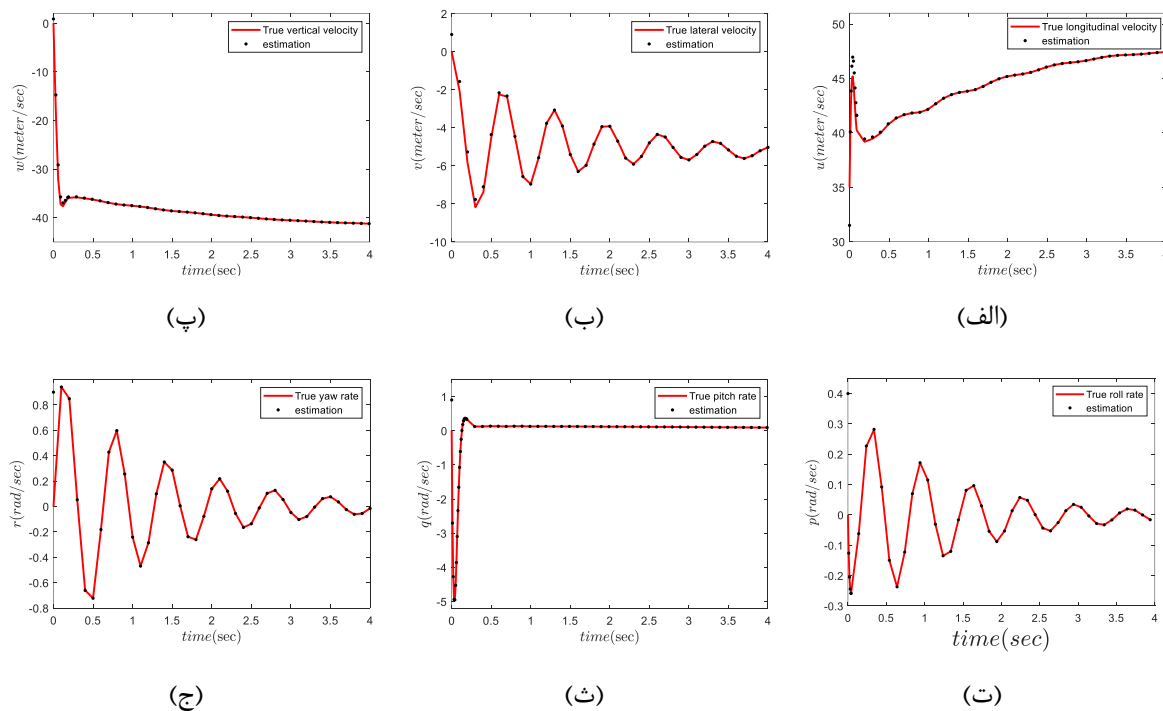 True vertical velocity
estimation
w(meter/sec)
0
-10
-20
-30
-40
0 0.5 1 1.5 2 2.5 3 3.5 4
time(sec)
(پ)
True lateral velocity
estimation
v(meter/sec)
2
0
-2
-4
-6
-8
-10
0 0.5 1 1.5 2 2.5 3 3.5 4
time(sec)
(ب)
True longitudinal velocity
estimation
u(meter/sec)
50
45
40
35
30
0 0.5 1 1.5 2 2.5 3 3.5
time(sec)
(الف)
True yaw rate
estimation
r(rad/sec)
0.8
0.6
0.4
0.2
0
-0.2
-0.4
-0.6
-0.8
0 0.5 1 1.5 2 2.5 3 3.5 4
time(sec)
(ج)
True pitch rate
estimation
q(rad/sec)
1
0
-1
-2
-3
-4
-5
0 0.5 1 1.5 2 2.5 3 3.5 4
time(sec)
(ث)
True roll rate
estimation
p(rad/sec)
0.4
0.3
0.2
0.1
0
-0.1
-0.2
-0.3
0 0.5 1 1.5 2 2.5 3 3.5 4
time(sec)
(ت)